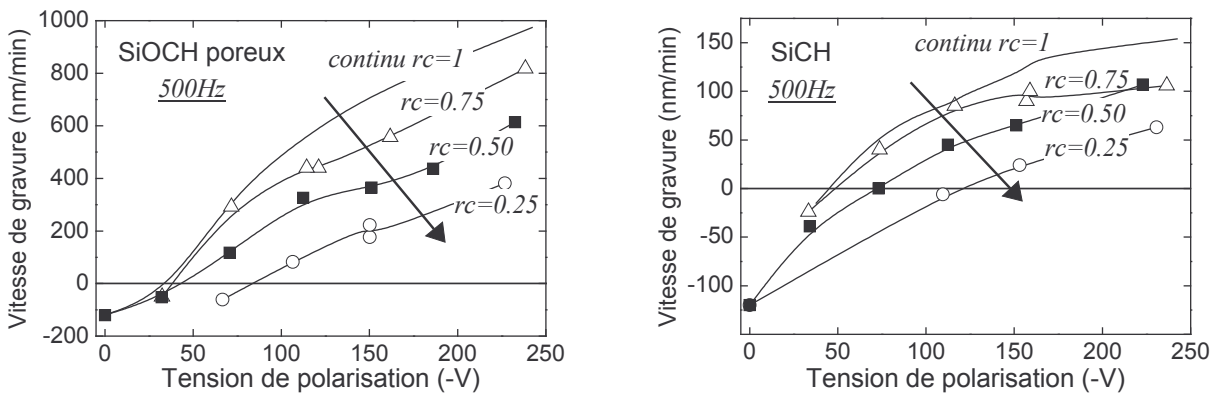 Vitesse de gravure (nm/min)
1000
800
600
400
200
0
-200
SiOCH poreux
500Hz
continu rc=1
rc=0.75
rc=0.50
rc=0.25
0 50 100 150 200 250
Tension de polarisation (-V)
Vitesse de gravure (nm/min)
150
100
50
0
-50
-100
SiCH
500Hz
continu rc=1
rc=0.75
rc=0.50
rc=0.25
0 50 100 150 200 250
Tension de polarisation (-V)